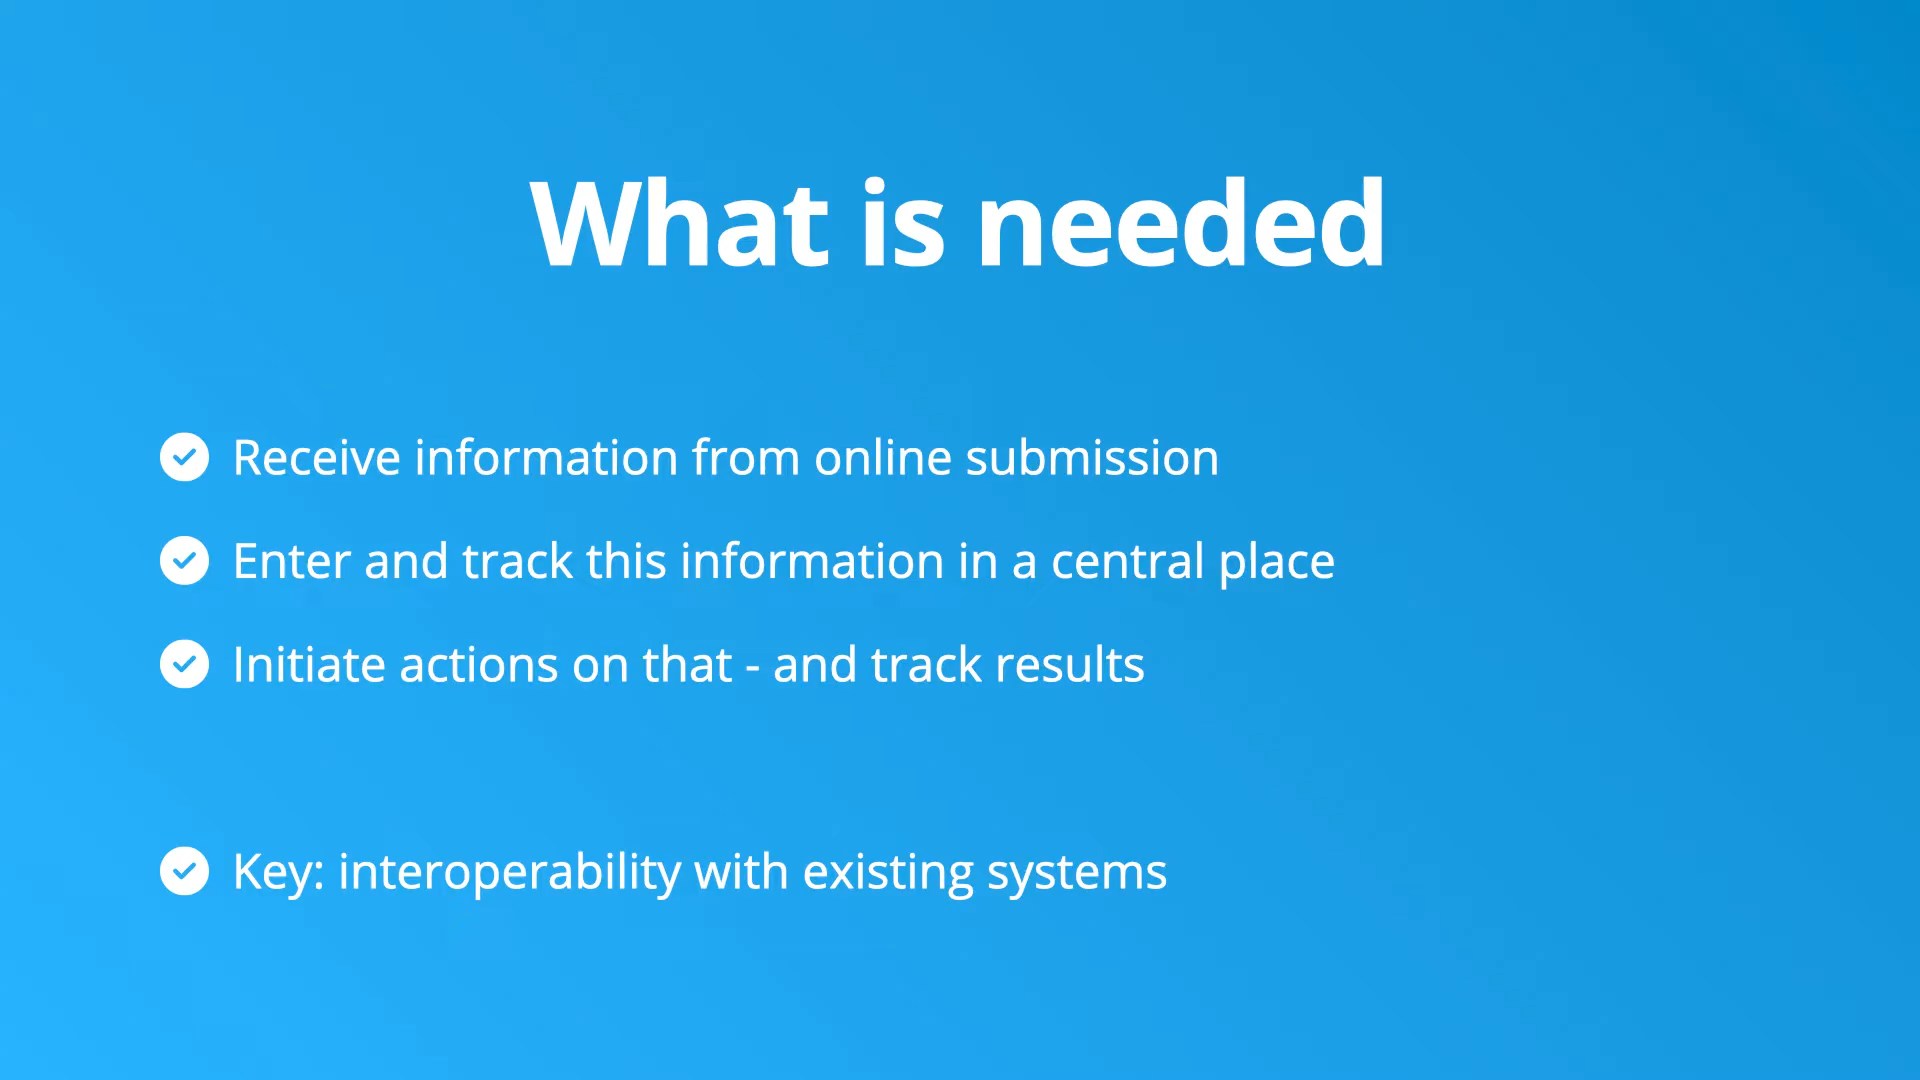 What is needed
Receive information from online submission
Enter and track this information in a central place
Initiate actions on that - and track results
Key: interoperability with existing systems